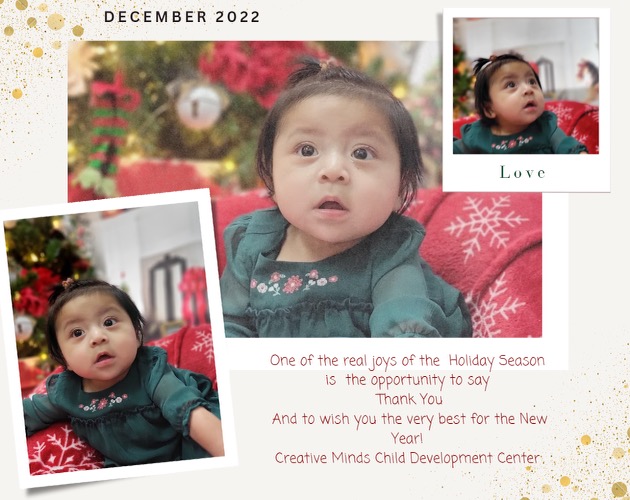 DECEMBER 2022
Love
One of the real joys of the Holiday Season
is the opportunity to say
Thank You
And to wish you the very best for the New
Year!
Creative Minds Child Development Center